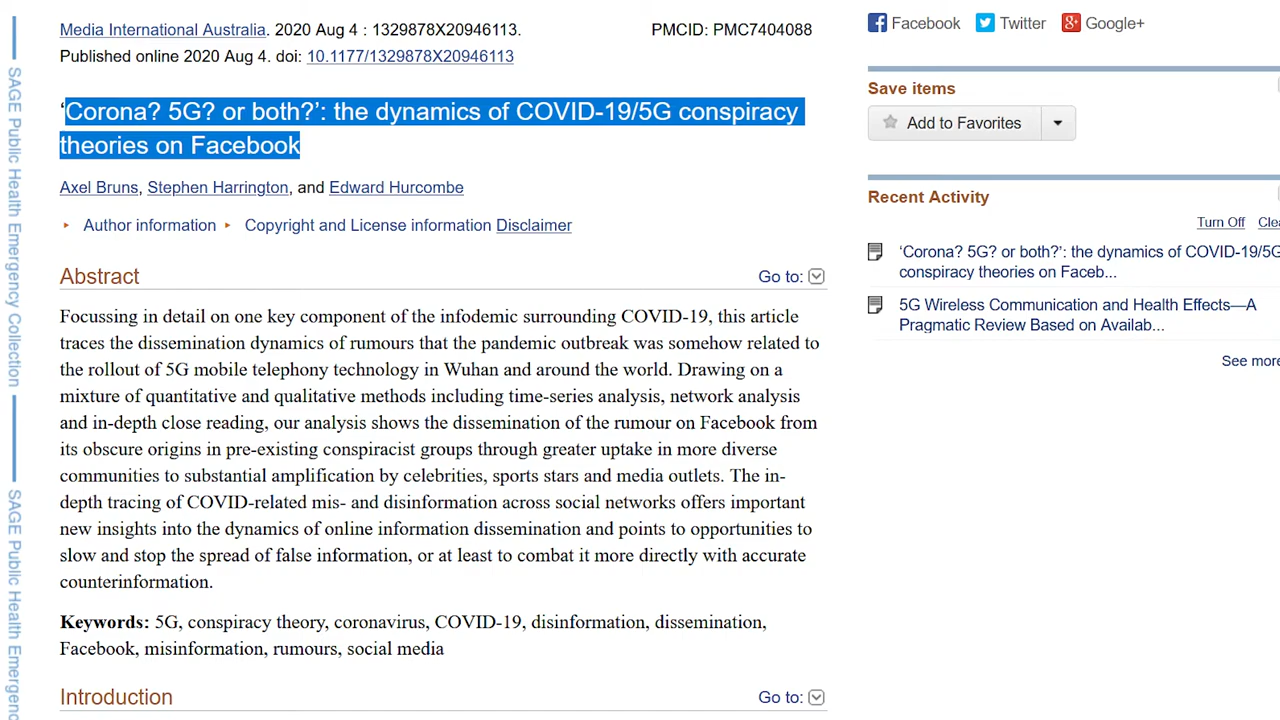 Media International Australia. 2020 Aug 4 : 1329878X20946113.
PMCID: PMC7404088
Published online 2020 Aug 4. doi: 10.1177/1329878X20946113
‘Corona? 5G? or both?’: the dynamics of COVID-19/5G conspiracy
theories on Facebook
Axel Bruns, Stephen Harrington, and Edward Hurcombe
Author information Copyright and License information Disclaimer
Abstract
Go to:
Focussing in detail on one key component of the infodemic surrounding COVID-19, this article
traces the dissemination dynamics of rumours that the pandemic outbreak was somehow related to
the rollout of 5G mobile telephony technology in Wuhan and around the world. Drawing on a
mixture of quantitative and qualitative methods including time-series analysis, network analysis
and in-depth close reading, our analysis shows the dissemination of the rumour on Facebook from
its obscure origins in pre-existing conspiracist groups through greater uptake in more diverse
communities to substantial amplification by celebrities, sports stars and media outlets. The in-
depth tracing of COVID-related mis- and disinformation across social networks offers important
new insights into the dynamics of online information dissemination and points to opportunities to
slow and stop the spread of false information, or at least to combat it more directly with accurate
counterinformation.
Keywords: 5G, conspiracy theory, coronavirus, COVID-19, disinformation, dissemination,
Facebook, misinformation, rumours, social media
Introduction
Go to:
SAGE Public Health Emergency Collection
SAGE Public Health Emergenc
Facebook Twitter Google+
Save items
Add to Favorites
Recent Activity
Turn Off Clea
‘Corona? 5G? or both?’: the dynamics of COVID-19/5G
conspiracy theories on Faceb...
5G Wireless Communication and Health Effects—A
Pragmatic Review Based on Availab...
See more